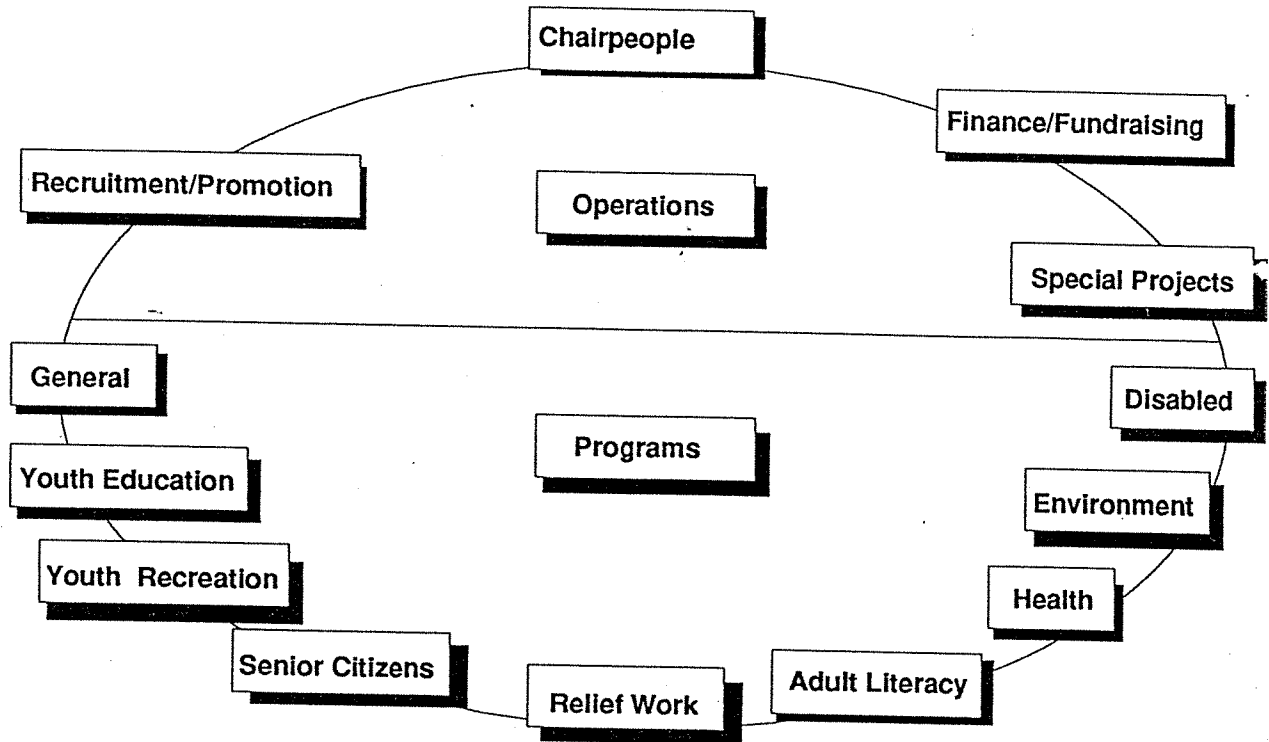 Chairpeople
Finance/Fundraising
Recruitment/Promotion
Operations
Special Projects
General
Disabled
Programs
Youth Education
Environment
Youth Recreation
Health
Senior Citizens
Adult Literacy
Relief Work